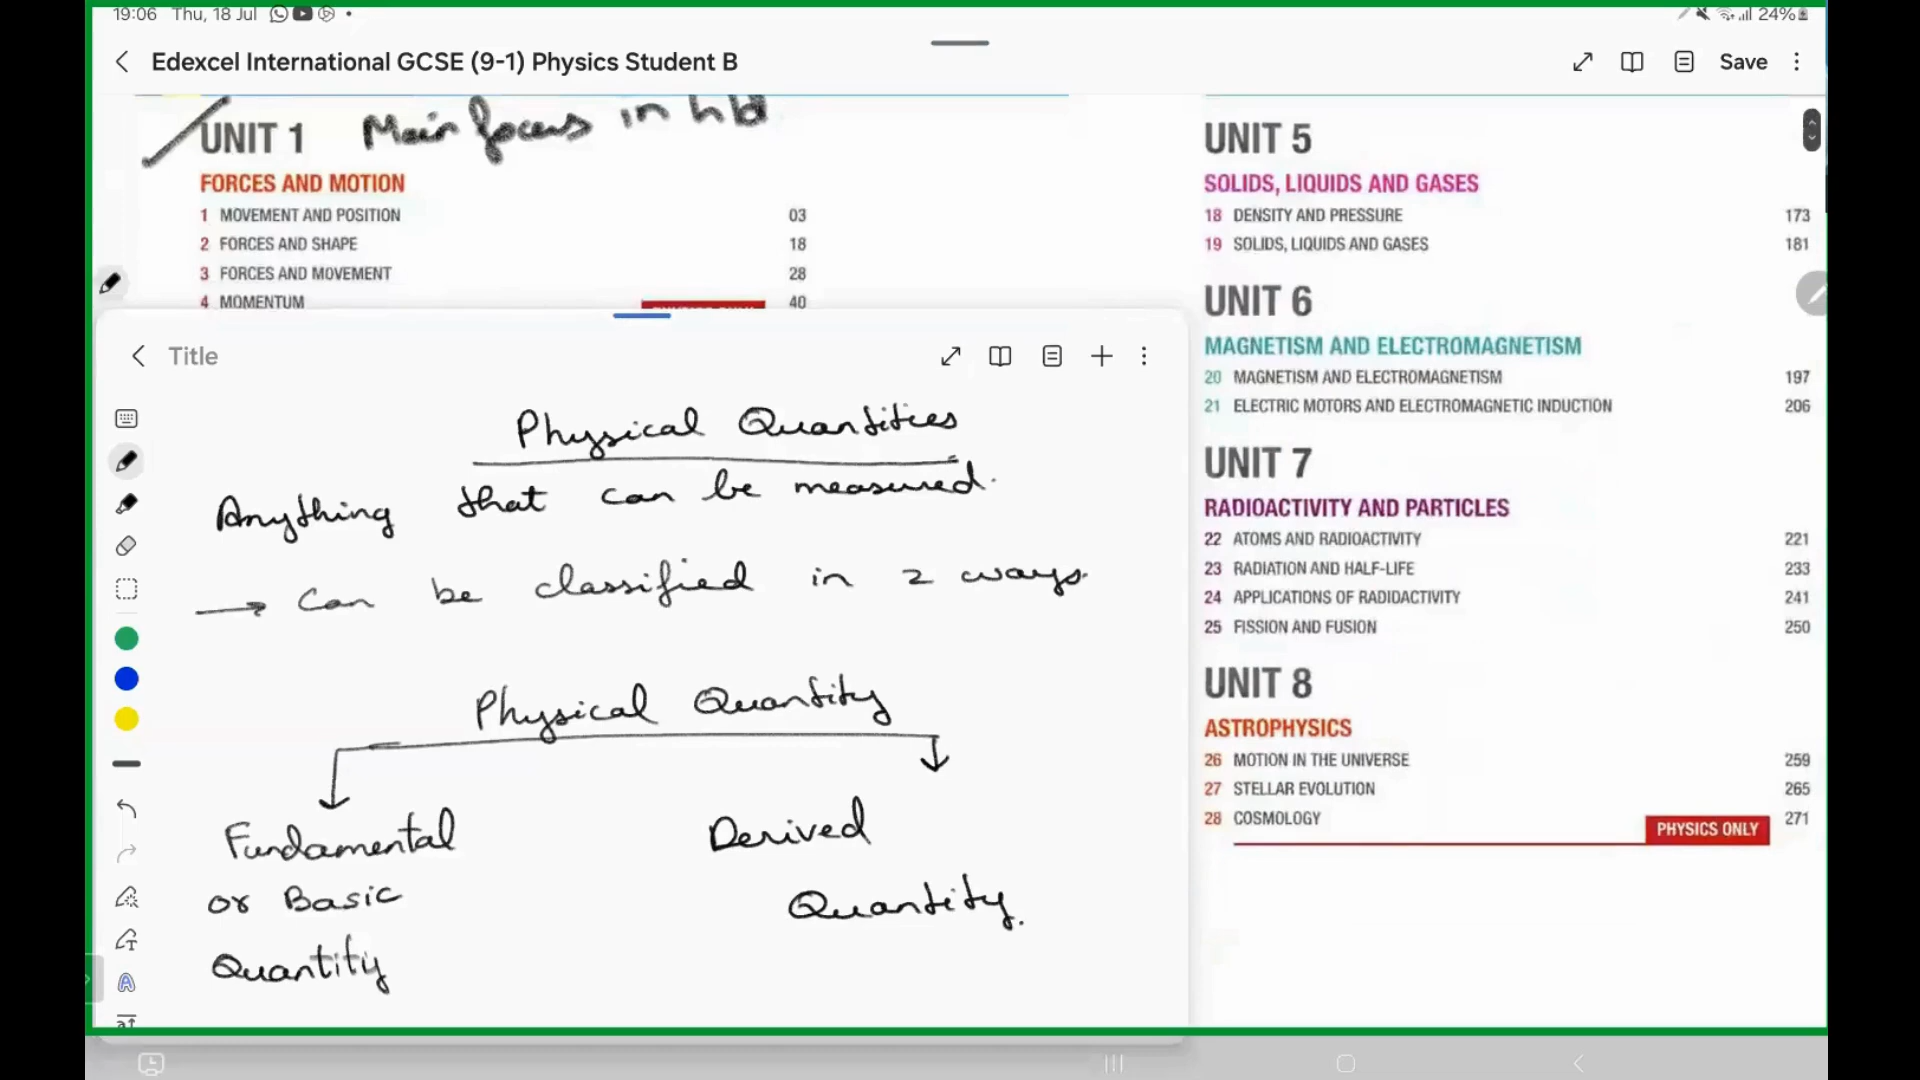 19:06 Thu, 18 Jul
24%
Edexcel International GCSE (9-1) Physics Student B
Save
UNIT 1 Main focus in
FORCES AND MOTION
1 MOVEMENT AND POSITION 03
2 FORCES AND SHAPE 18
3 FORCES AND MOVEMENT 28
4 MOMENTUM 40
Title
Physical Quantities
Anything that can be measured.
→ Can be classified in 2 ways.
Physical Quantity
Fundamental
or Basic
Quantity
Derived
Quantity.
UNIT 5
SOLIDS, LIQUIDS AND GASES
18 DENSITY AND PRESSURE 173
19 SOLIDS, LIQUIDS AND GASES 181
UNIT 6
MAGNETISM AND ELECTROMAGNETISM
20 MAGNETISM AND ELECTROMAGNETISM 197
21 ELECTRIC MOTORS AND ELECTROMAGNETIC INDUCTION 206
UNIT 7
RADIOACTIVITY AND PARTICLES
22 ATOMS AND RADIOACTIVITY 221
23 RADIATION AND HALF-LIFE 233
24 APPLICATIONS OF RADIOACTIVITY 241
25 FISSION AND FUSION 250
UNIT 8
ASTROPHYSICS
26 MOTION IN THE UNIVERSE 259
27 STELLAR EVOLUTION 265
28 COSMOLOGY 271
PHYSICS ONLY